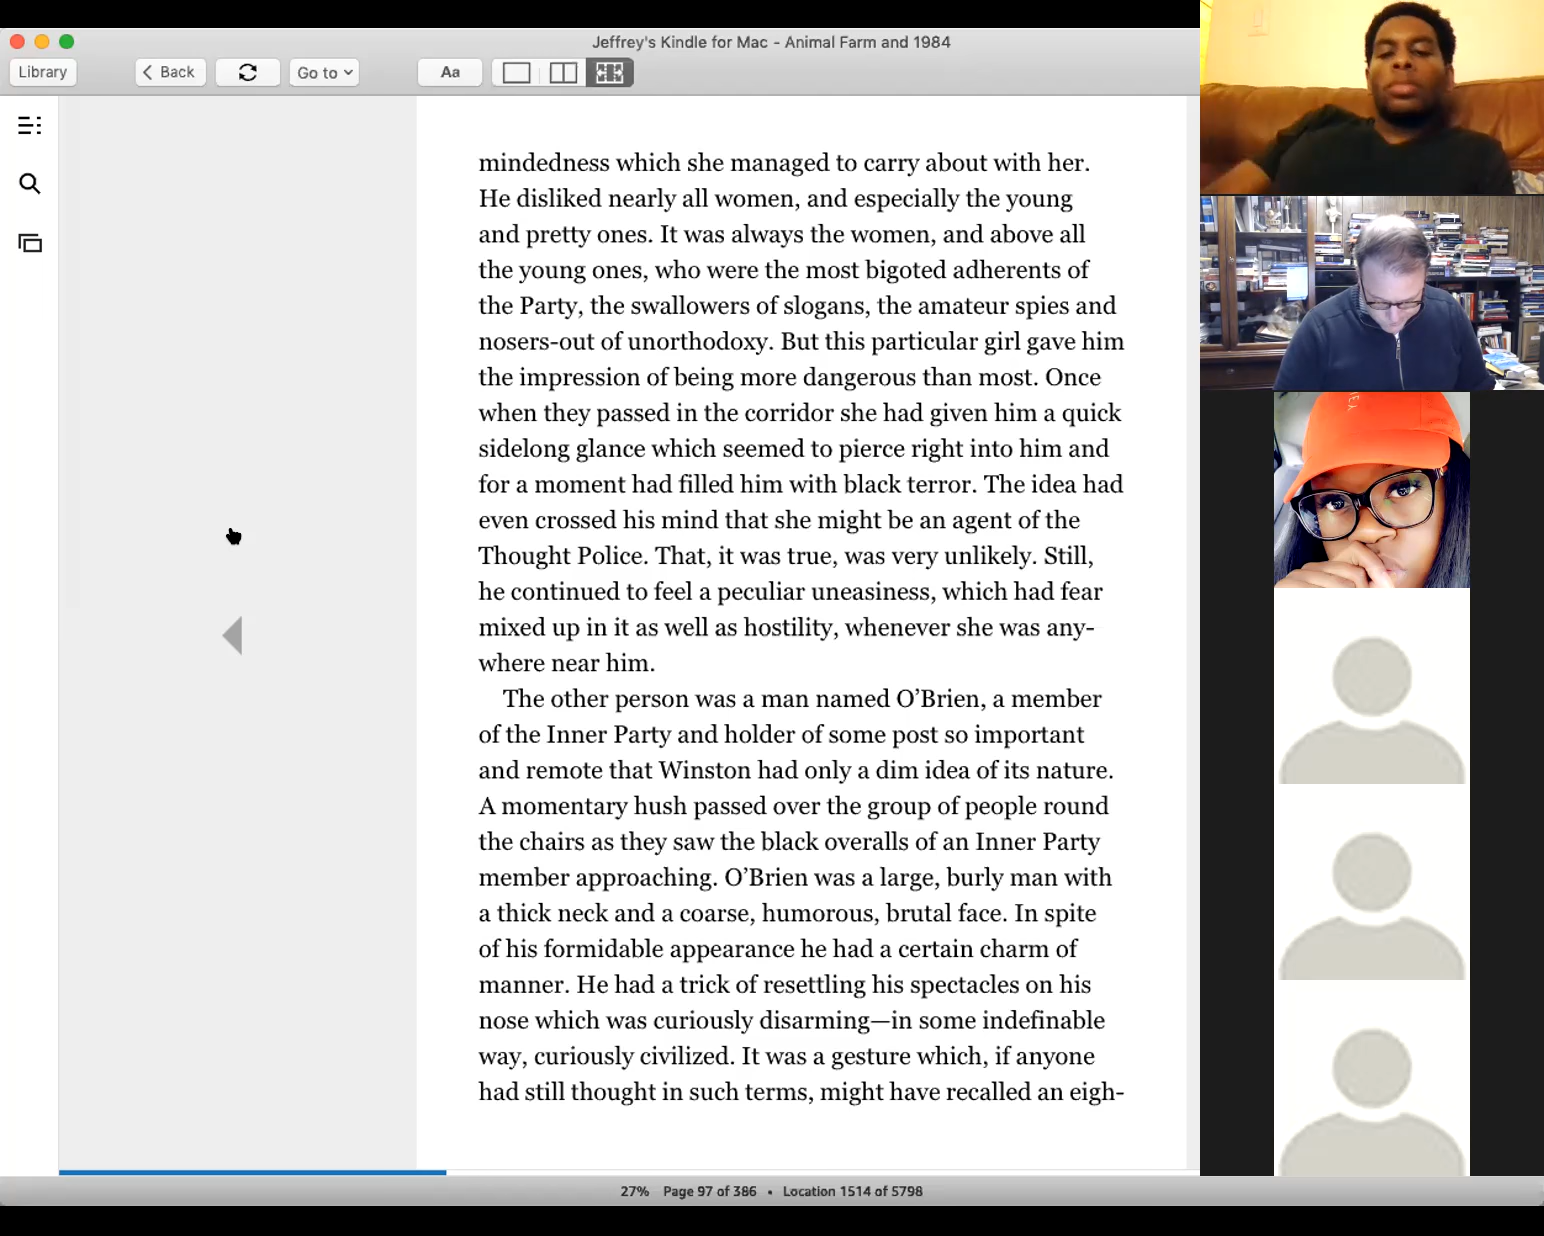 Jeffrey's Kindle for Mac - Animal Farm and 1984
Library
Back
Go to
Aa
mindedness which she managed to carry about with her.
He disliked nearly all women, and especially the young
and pretty ones. It was always the women, and above all
the young ones, who were the most bigoted adherents of
the Party, the swallowers of slogans, the amateur spies and
nosers-out of unorthodoxy. But this particular girl gave him
the impression of being more dangerous than most. Once
when they passed in the corridor she had given him a quick
sidelong glance which seemed to pierce right into him and
for a moment had filled him with black terror. The idea had
even crossed his mind that she might be an agent of the
Thought Police. That, it was true, was very unlikely. Still,
he continued to feel a peculiar uneasiness, which had fear
mixed up in it as well as hostility, whenever she was any-
where near him.
The other person was a man named O’Brien, a member
of the Inner Party and holder of some post so important
and remote that Winston had only a dim idea of its nature.
A momentary hush passed over the group of people round
the chairs as they saw the black overalls of an Inner Party
member approaching. O’Brien was a large, burly man with
a thick neck and a coarse, humorous, brutal face. In spite
of his formidable appearance he had a certain charm of
manner. He had a trick of resettling his spectacles on his
nose which was curiously disarming—in some indefinable
way, curiously civilized. It was a gesture which, if anyone
had still thought in such terms, might have recalled an eigh-
27% Page 97 of 386 • Location 1514 of 5798